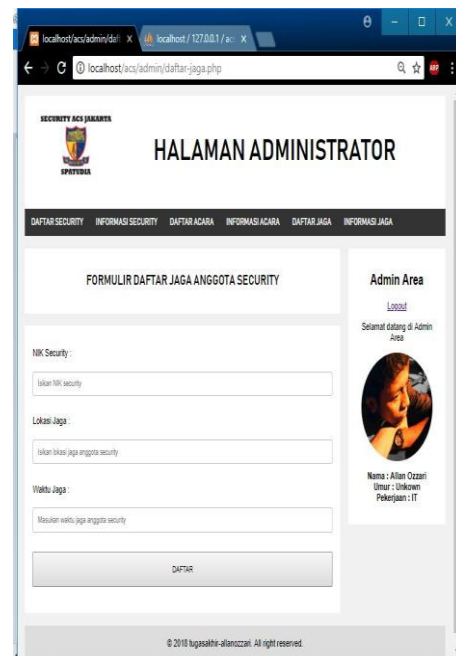 localhost/acs/admin/daft
localhost / 127.0.0.1 / ac
localhost/acs/admin/daftar-jaga.php
ABP
SECURITY ACS JAKARTA
SPATUDIA
HALAMAN ADMINISTRATOR
DAFTAR SECURITY INFORMASI SECURITY DAFTAR ACARA INFORMASI ACARA DAFTAR JAGA INFORMASI JAGA
FORMULIR DAFTAR JAGA ANGGOTA SECURITY
NIK Security :
Isikan NIK security
Lokasi Jaga :
Isikan lokasi jaga anggota security
Waktu Jaga :
Masukan waktu jaga anggota security
DAFTAR
Admin Area
Logout
Selamat datang di Admin
Area
Nama : Allan Ozzari
Umur : Unkown
Pekerjaan : IT
© 2018 tugasakhir-allanozzari. All right reserved.